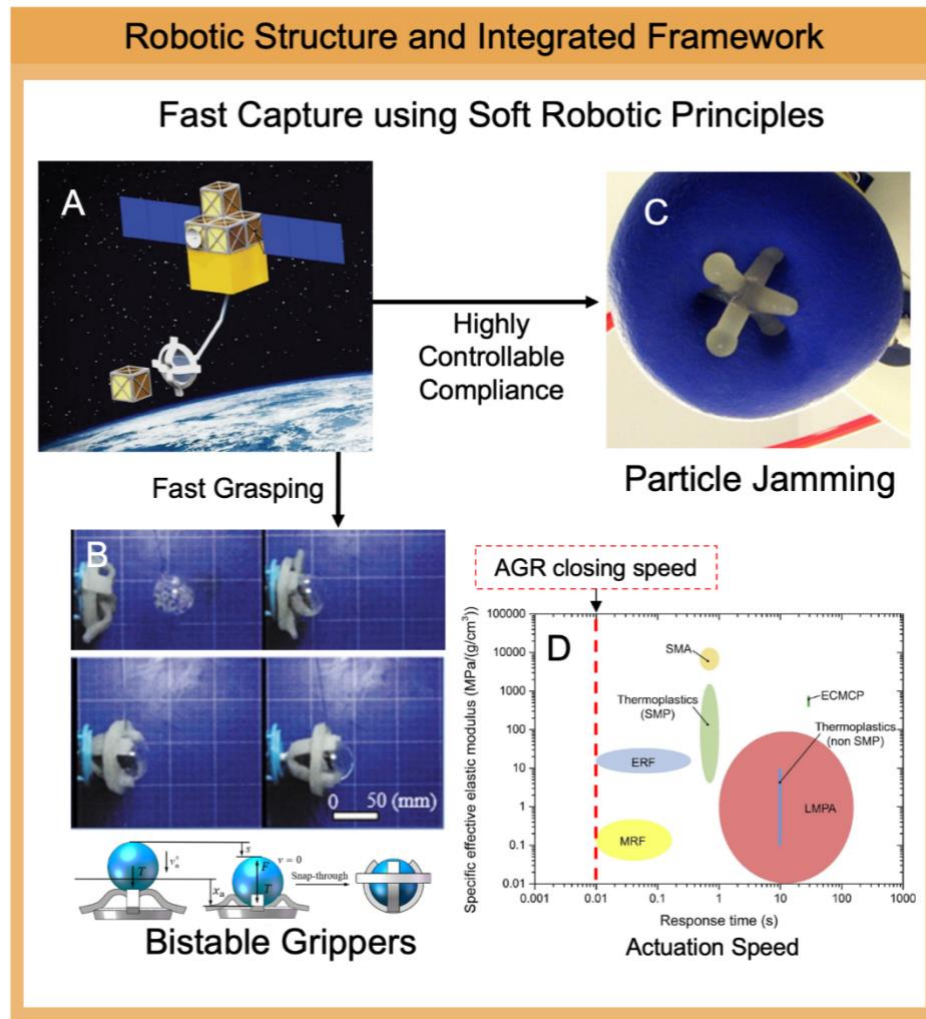 Robotic Structure and Integrated Framework
Fast Capture using Soft Robotic Principles
A
Highly
Controllable
Compliance
C
Particle Jamming
Fast Grasping
B
0 50 (mm)
s
F
v = 0
T
T
Snap-through
Bistable Grippers
AGR closing speed
D
Specific effective elastic modulus (MPa/(g/cm³))
100000
10000
1000
100
10
1
0.1
0.01
SMA
Thermoplastics
(SMP)
ECMCP
Thermoplastics
(non SMP)
ERF
LMPA
MRF
0.001 0.01 0.1 1 10 100 1000
Response time (s)
Actuation Speed